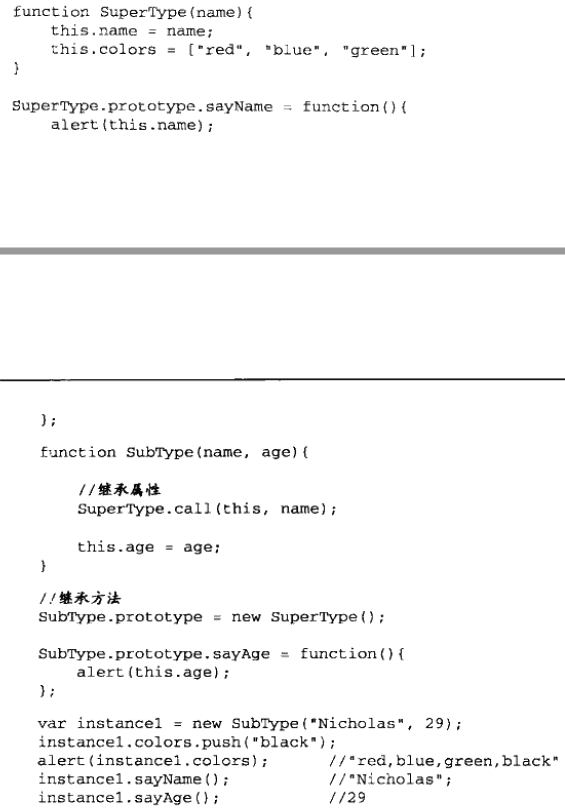 function SuperType(name){
    this.name = name;
    this.colors = ["red", "blue", "green"];
}
SuperType.prototype.sayName = function(){
    alert(this.name);
};
function SubType(name, age){
    //继承属性
    SuperType.call(this, name);
    this.age = age;
}
//继承方法
SubType.prototype = new SuperType();
SubType.prototype.sayAge = function(){
    alert(this.age);
};
var instance1 = new SubType("Nicholas", 29);
instance1.colors.push("black");
alert(instance1.colors);       //"red,blue,green,black"
instance1.sayName();           //"Nicholas";
instance1.sayAge();            //29